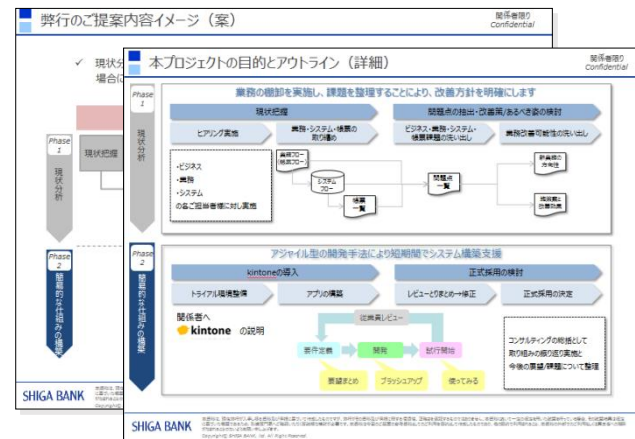 弊行のご提案内容イメージ（案）
関係者限り
Confidential
✓ 現状分
場合に
Phase
1
現状分析
現状把握
Phase
2
簡易的な仕組みの構築
SHIGA BANK
本プロジェクトの目的とアウトライン（詳細）
関係者限り
Confidential
Phase
1
現状分析
業務の棚卸を実施し、課題を整理することにより、改善方針を明確にします
現状把握
問題点の抽出・改善策/あるべき姿の検討
ヒアリング実施
業務・システム・帳票の
取り纏め
ビジネス・業務・システム・
帳票課題の洗い出し
業務改善可能性の洗い出し
・ビジネス
・業務
・システム
の各ご担当者様に対し実施
システム
フロー
帳票
一覧
問題点
一覧
新業務の
方向性
Phase
2
簡易的な仕組みの構築
アジャイル型の開発手法により短期間でシステム構築支援
kintoneの導入
正式採用の検討
トライアル環境整備
アプリの構築
レビューとりまとめ→修正
正式採用の決定
関係者へ
kintone の説明
従業員レビュー
要件定義
開発
試行開始
要望まとめ
ブラッシュアップ
使ってみる
コンサルティングの総括として
取り組みの振り返り実施と
今後の展望/課題について整理
SHIGA BANK